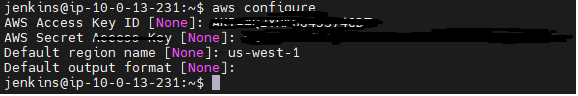 jenkins@ip-10-0-13-231:~$ aws configure
AWS Access Key ID [None]:
AWS Secret Access Key [None]:
Default region name [None]: us-west-1
Default output format [None]:
jenkins@ip-10-0-13-231:~$